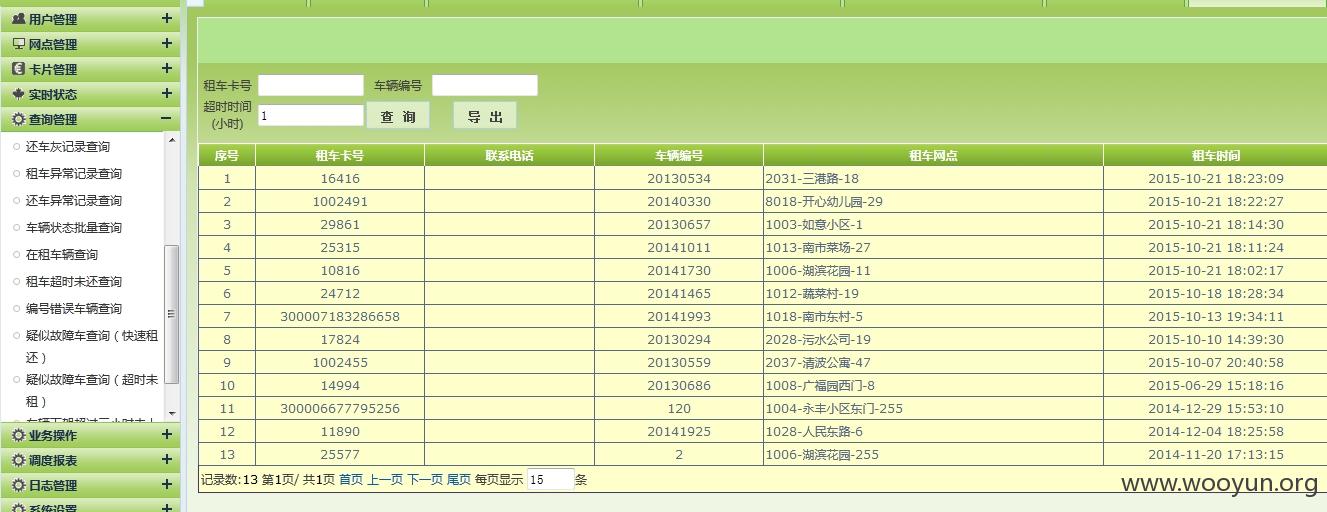 用户管理
网点管理
卡片管理
实时状态
查询管理
还车灰记录查询
租车异常记录查询
还车异常记录查询
车辆状态批量查询
在租车辆查询
租车超时未还查询
编号错误车辆查询
疑似故障车查询（快速租
还）
疑似故障车查询（超时未
租）
业务操作
调度报表
日志管理
系统设置
租车卡号 车辆编号
超时时间
(小时) 1 查 询 导 出
序号 租车卡号 联系电话 车辆编号 租车网点 租车时间
1 16416 20130534 2031-三港路-18 2015-10-21 18:23:09
2 1002491 20140330 8018-开心幼儿园-29 2015-10-21 18:22:27
3 29861 20130657 1003-如意小区-1 2015-10-21 18:14:30
4 25315 20141011 1013-南市菜场-27 2015-10-21 18:11:24
5 10816 20141730 1006-湖滨花园-11 2015-10-21 18:02:17
6 24712 20141465 1012-蔬菜村-19 2015-10-18 18:28:34
7 300007183286658 20141993 1018-南市东村-5 2015-10-13 19:34:11
8 17824 20130294 2028-污水公司-19 2015-10-10 14:39:30
9 1002455 20130559 2037-清波公寓-47 2015-10-07 20:40:58
10 14994 20130686 1008-广福园西门-8 2015-06-29 15:18:16
11 300006677795256 120 1004-永丰小区东门-255 2014-12-29 15:53:10
12 11890 20141925 1028-人民东路-6 2014-12-04 18:25:58
13 25577 2 1006-湖滨花园-255 2014-11-20 17:13:15
记录数:13 第1页/ 共1页 首页 上一页 下一页 尾页 每页显示 15 条
www.wooyun.org